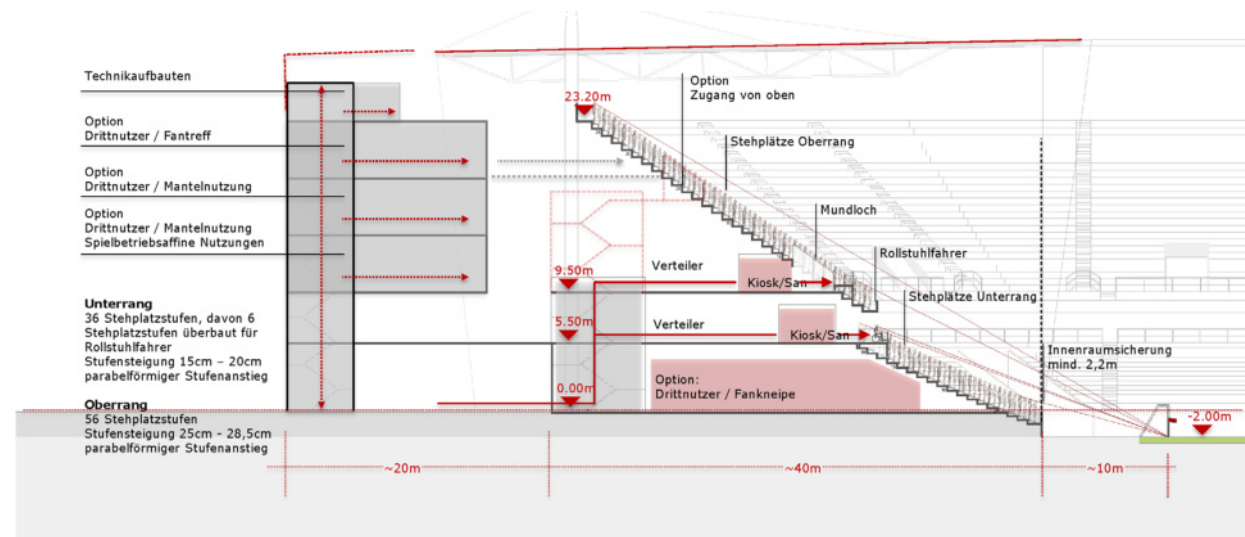 Technikaufbauten
Option
Drittnutzer / Fantreff
Option
Drittnutzer / Mantelnutzung
Option
Drittnutzer / Mantelnutzung
Spielbetriebsaffine Nutzungen
Unterrang
36 Stehplatzstufen, davon 6
Stehplatzstufen überbaut für
Rollstuhlfahrer
Stufensteigung 15cm – 20cm
parabelförmiger Stufenanstieg
Oberrang
56 Stehplatzstufen
Stufensteigung 25cm - 28,5cm
parabelförmiger Stufenanstieg
23.20m
Option
Zugang von oben
Stehplätze Oberrang
Mundloch
Rollstuhlfahrer
9.50m
Verteiler
Kiosk/San
Stehplätze Unterrang
5.50m
Verteiler
Kiosk/San
Innenraumsicherung
mind. 2,2m
0.00m
Option:
Drittnutzer / Fankneipe
-2.00m
~20m
~40m
~10m